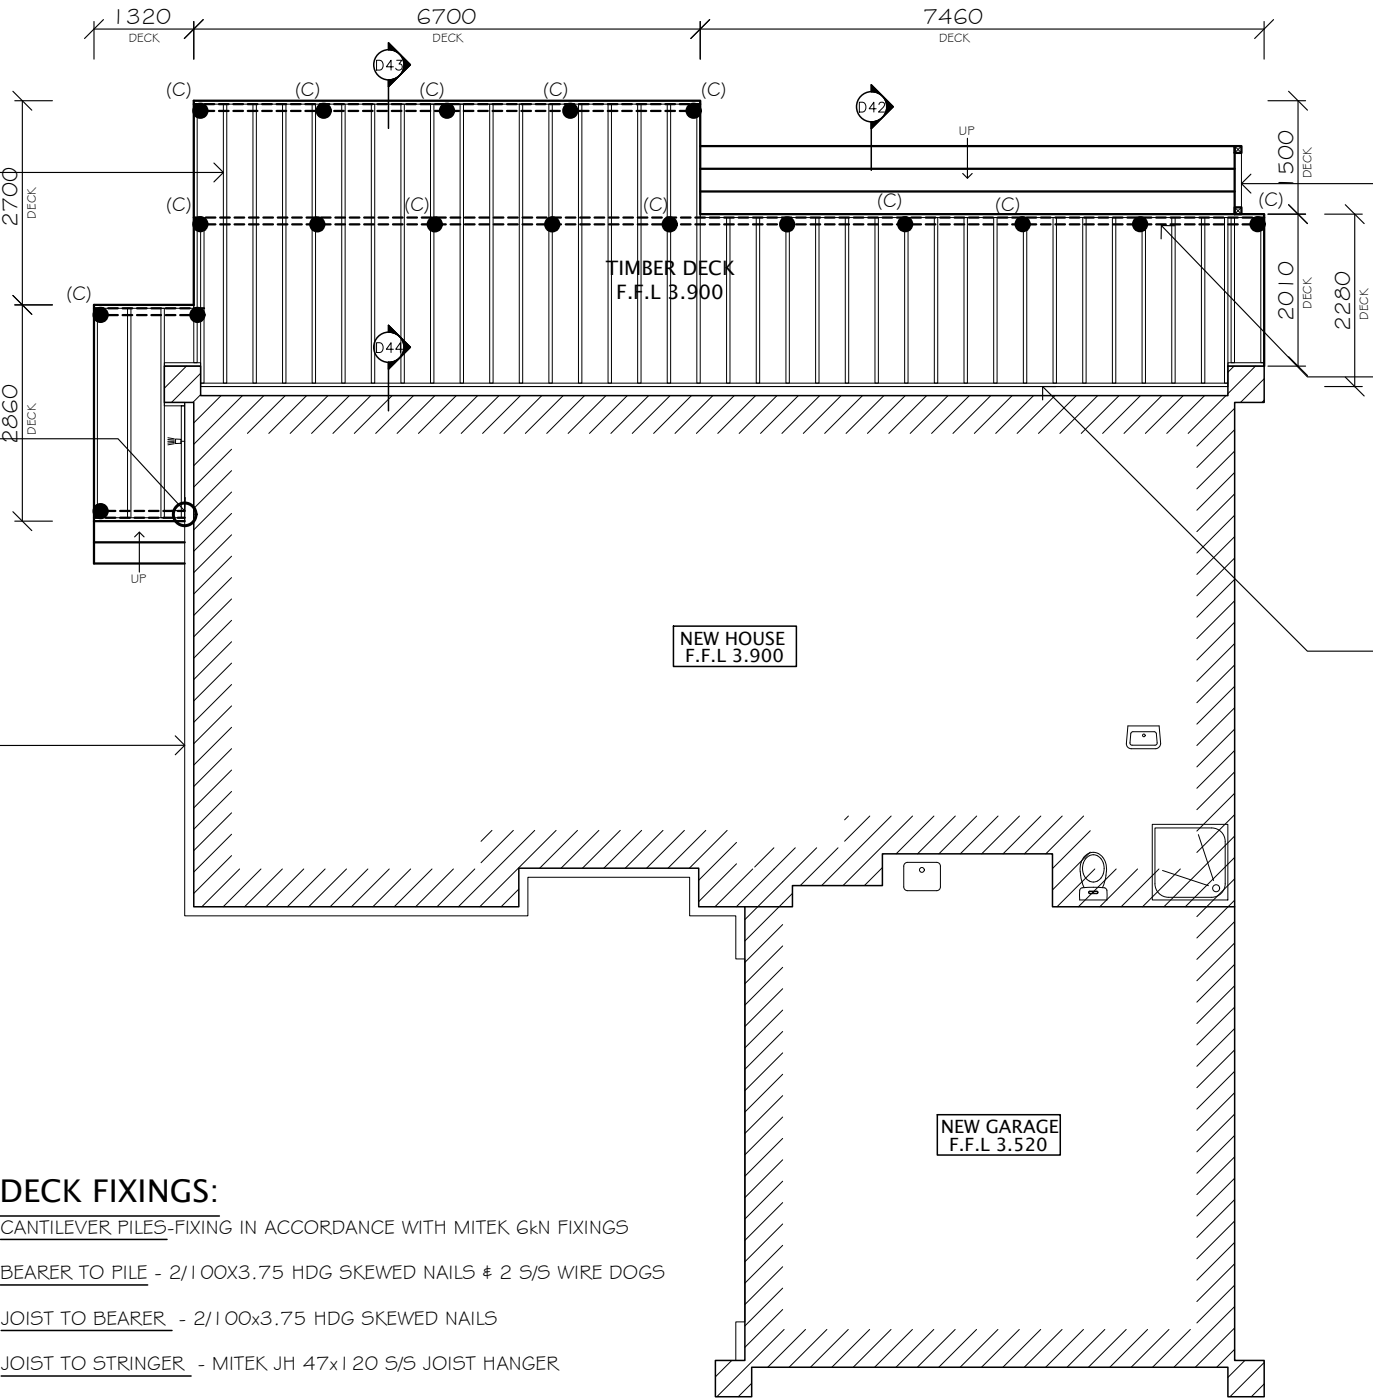 1320
DECK
6700
DECK
7460
DECK
D43
(C)
(C)
(C)
(C)
(C)
D42
UP
1500
DECK
2700
DECK
(C)
(C)
(C)
(C)
(C)
(C)
TIMBER DECK
F.F.L 3.900
2010
DECK
2280
DECK
(C)
D44
2860
DECK
UP
NEW HOUSE
F.F.L 3.900
NEW GARAGE
F.F.L 3.520
DECK FIXINGS:
CANTILEVER PILES-FIXING IN ACCORDANCE WITH MITEK 6kN FIXINGS
BEARER TO PILE - 2/100X3.75 HDG SKEWED NAILS & 2 S/S WIRE DOGS
JOIST TO BEARER - 2/100x3.75 HDG SKEWED NAILS
JOIST TO STRINGER - MITEK JH 47x120 S/S JOIST HANGER